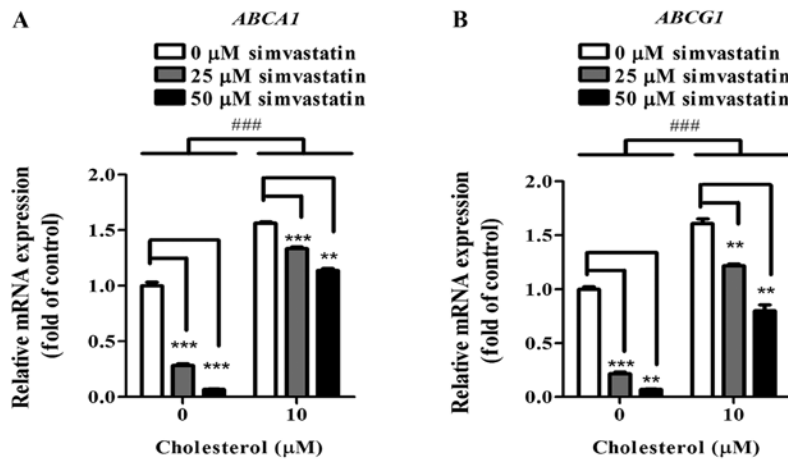 A
ABCA1
0 μM simvastatin
25 μM simvastatin
50 μM simvastatin
###
2.0
1.5
1.0
0.5
0.0
Relative mRNA expression
(fold of control)
***
***
***
**
0
10
Cholesterol (μM)
B
ABCG1
0 μM simvastatin
25 μM simvastatin
50 μM simvastatin
###
2.0
1.5
1.0
0.5
0.0
Relative mRNA expression
(fold of control)
***
**
**
**
0
10
Cholesterol (μM)